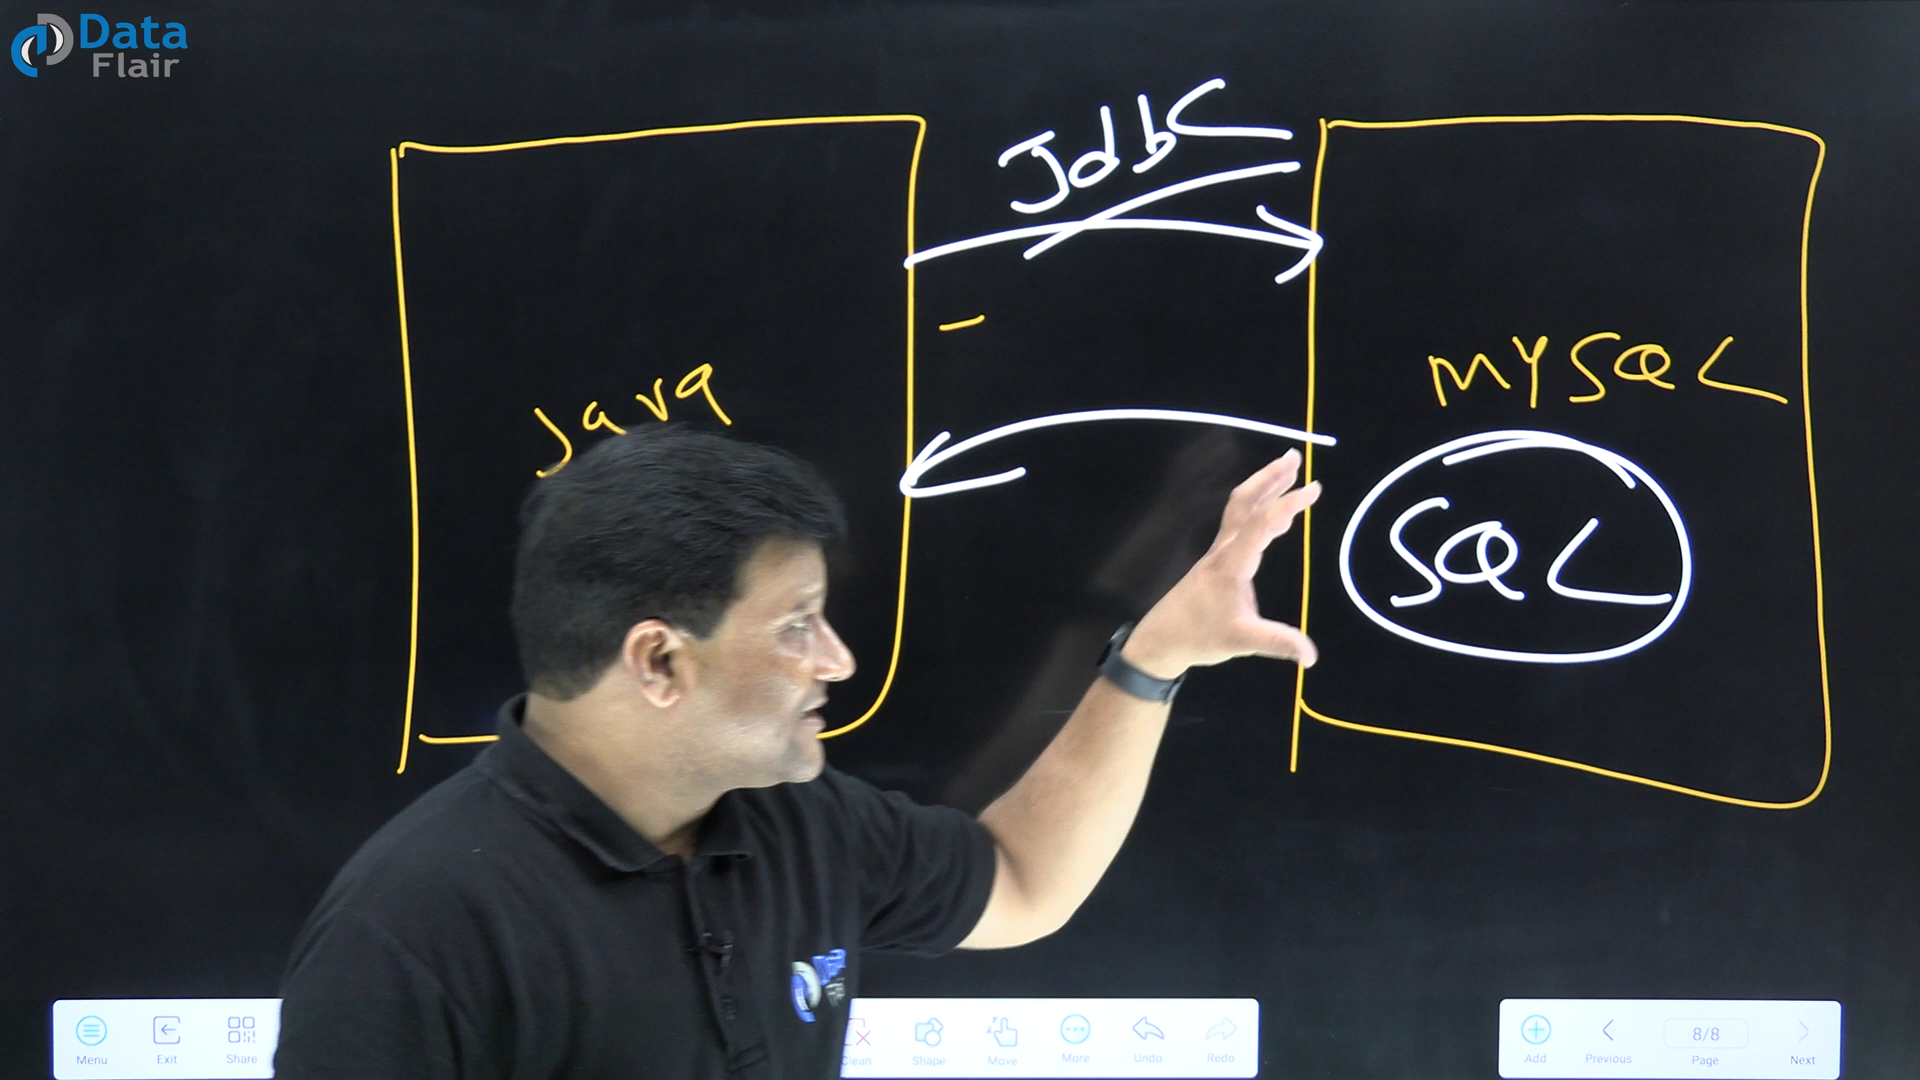 Data
Flair
Jdbc
Java
MYSQL
SQL
Menu
Exit
Share
Clean
Shape
Move
More
Undo
Redo
Add
Previous
8/8
Page
Next